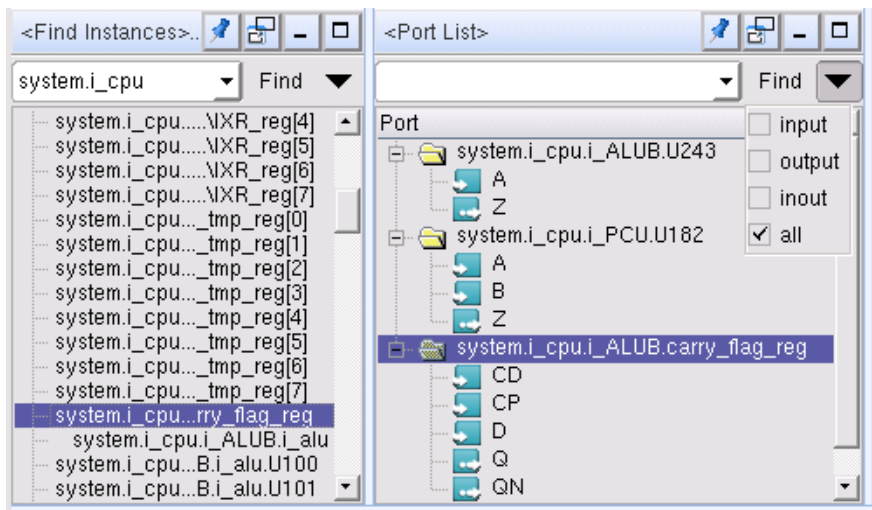 <Find Instances>..
system.i_cpu
Find
system.i_cpu.....\IXR_reg[4]
system.i_cpu.....\IXR_reg[5]
system.i_cpu.....\IXR_reg[6]
system.i_cpu.....\IXR_reg[7]
system.i_cpu..._tmp_reg[0]
system.i_cpu..._tmp_reg[1]
system.i_cpu..._tmp_reg[2]
system.i_cpu..._tmp_reg[3]
system.i_cpu..._tmp_reg[4]
system.i_cpu..._tmp_reg[5]
system.i_cpu..._tmp_reg[6]
system.i_cpu..._tmp_reg[7]
system.i_cpu...rry_flag_reg
system.i_cpu.i_ALUB.i_alu
system.i_cpu...B.i_alu.U100
system.i_cpu...B.i_alu.U101
<Port List>
Find
input
output
inout
all
Port
system.i_cpu.i_ALUB.U243
A
Z
system.i_cpu.i_PCU.U182
A
B
Z
system.i_cpu.i_ALUB.carry_flag_reg
CD
CP
D
Q
QN